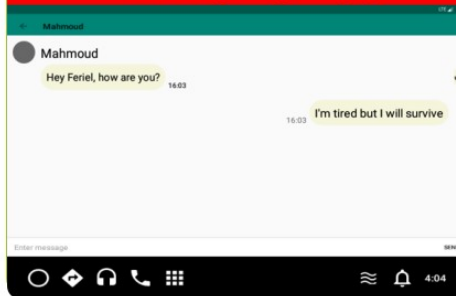 LTE
Mahmoud
Mahmoud
Hey Feriel, how are you?
16:03
16:03 I'm tired but I will survive
Enter message
4:04